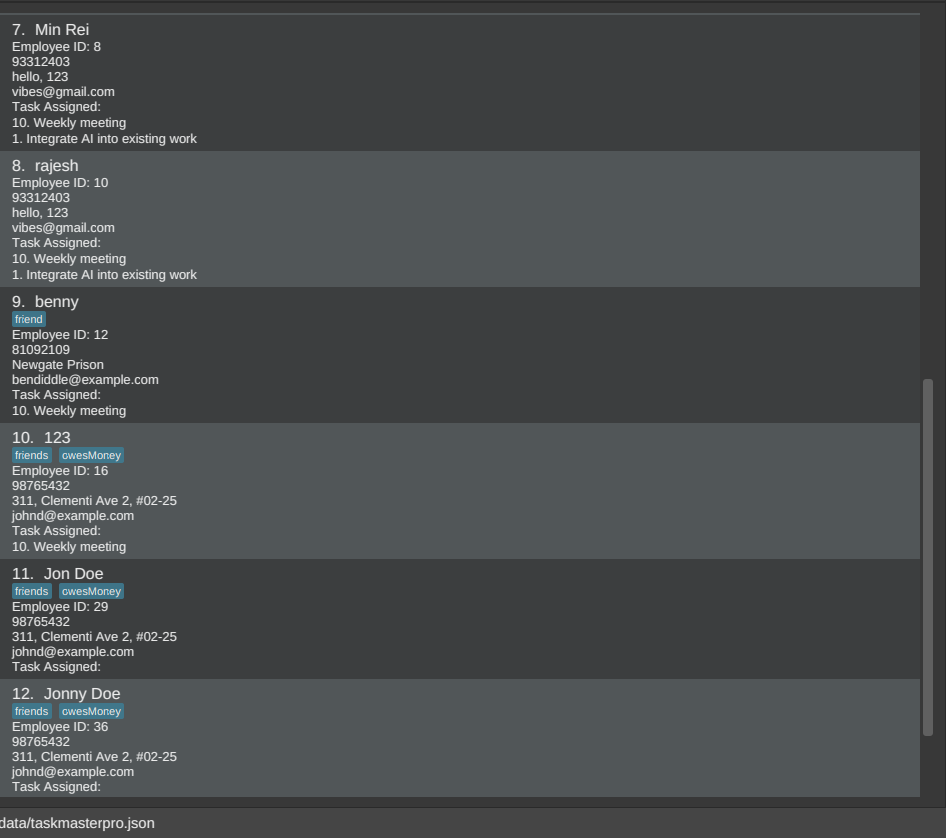 7. Min Rei
Employee ID: 8
93312403
hello, 123
vibes@gmail.com
Task Assigned:
10. Weekly meeting
1. Integrate AI into existing work
8. rajesh
Employee ID: 10
93312403
hello, 123
vibes@gmail.com
Task Assigned:
10. Weekly meeting
1. Integrate AI into existing work
9. benny
friend
Employee ID: 12
81092109
Newgate Prison
bendiddle@example.com
Task Assigned:
10. Weekly meeting
10. 123
friends owesMoney
Employee ID: 16
98765432
311, Clementi Ave 2, #02-25
johnd@example.com
Task Assigned:
10. Weekly meeting
11. Jon Doe
friends owesMoney
Employee ID: 29
98765432
311, Clementi Ave 2, #02-25
johnd@example.com
Task Assigned:
12. Jonny Doe
friends owesMoney
Employee ID: 36
98765432
311, Clementi Ave 2, #02-25
johnd@example.com
Task Assigned:
data/taskmasterpro.json